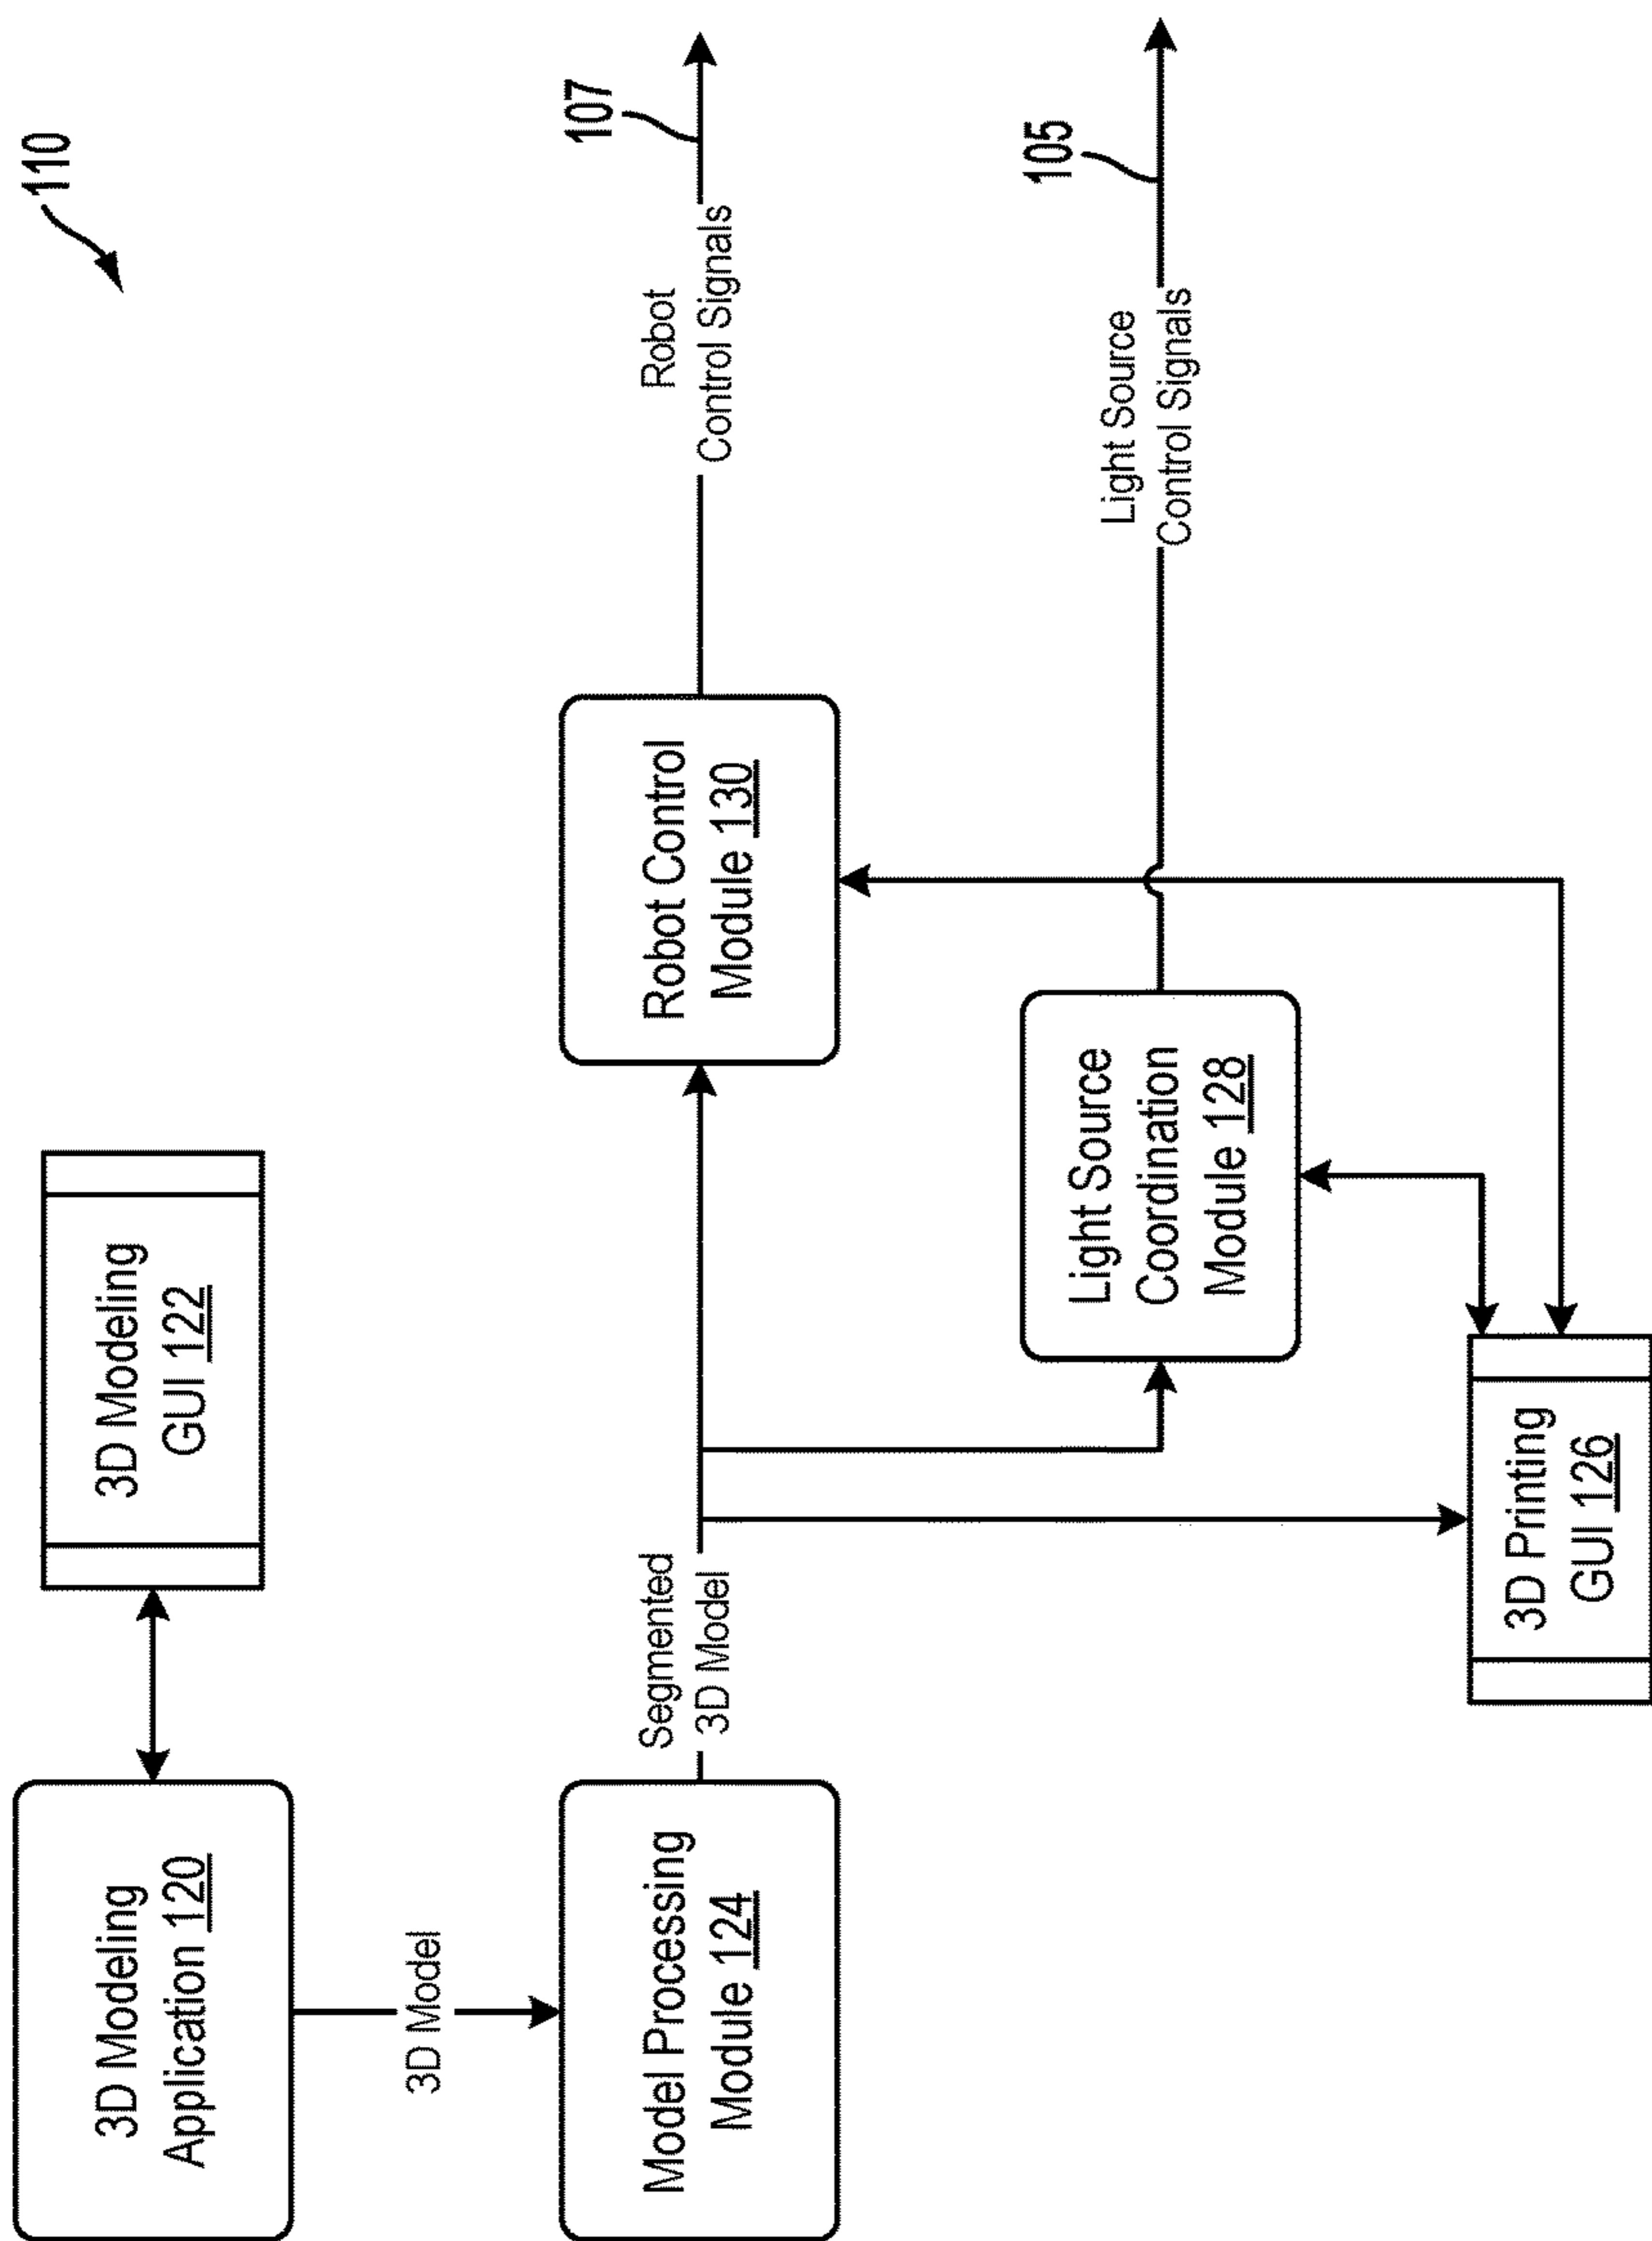 110
3D Modeling
Application 120
3D Modeling
GUI 122
3D Model
Model Processing
Module 124
Segmented
3D Model
Robot Control
Module 130
Robot
Control Signals
107
Light Source
Coordination
Module 128
Light Source
Control Signals
105
3D Printing
GUI 126